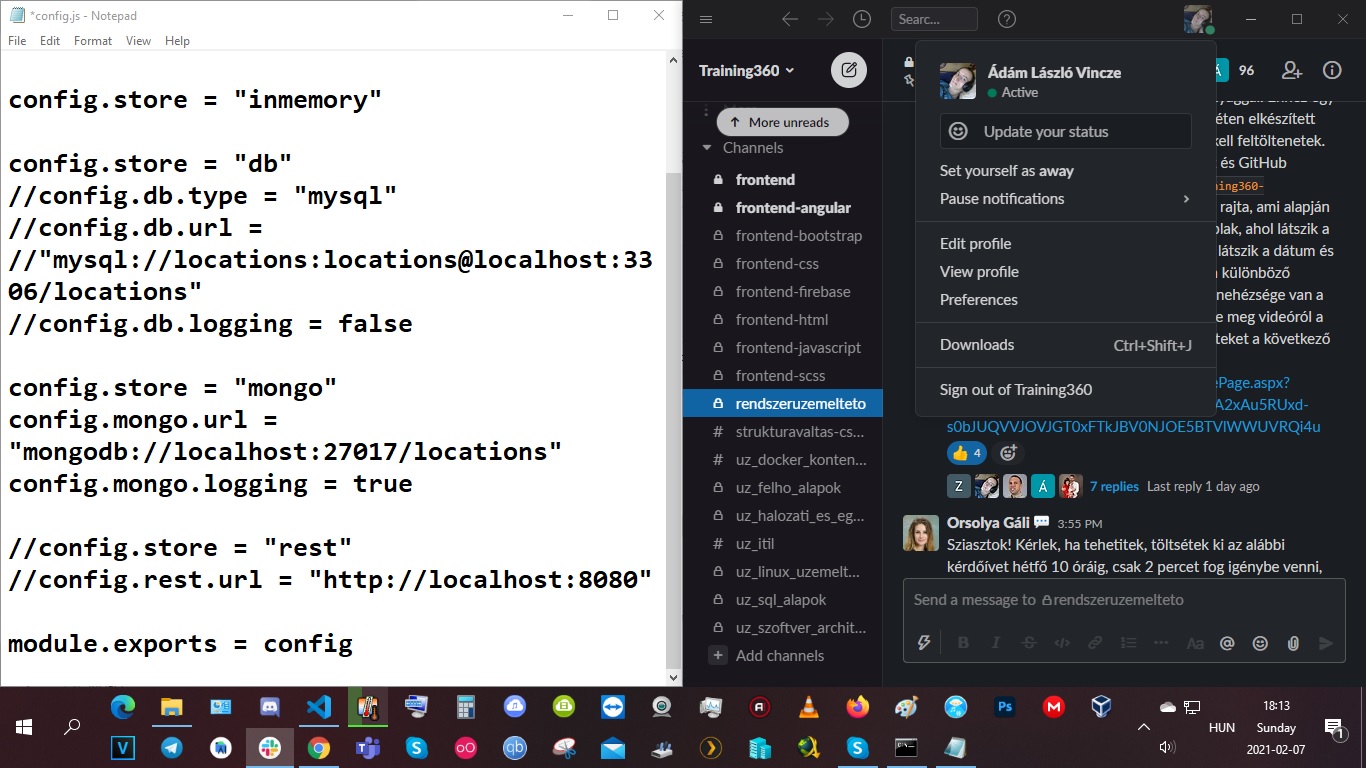 *config.js - Notepad
File Edit Format View Help
config.store = "inmemory"
config.store = "db"
//config.db.type = "mysql"
//config.db.url =
//"mysql://locations:locations@localhost:33
06/locations"
//config.db.logging = false
config.store = "mongo"
config.mongo.url =
"mongodb://localhost:27017/locations"
config.mongo.logging = true
//config.store = "rest"
//config.rest.url = "http://localhost:8080"
module.exports = config
Searc...
Training360
More unreads
Channels
frontend
frontend-angular
frontend-bootstrap
frontend-css
frontend-firebase
frontend-html
frontend-javascript
frontend-scss
rendszeruzemelteto
# strukturavaltas-cs...
# uz_docker_konten...
uz_felho_alapok
uz_halozati_es_eg...
# uz_itil
uz_linux_uzemelt...
uz_sql_alapok
uz_szoftver_archit...
Add channels
Ádám László Vincze
Active
Update your status
Set yourself as away
Pause notifications
Edit profile
View profile
Preferences
Downloads Ctrl+Shift+J
Sign out of Training360
Á 96
éten elkészített
kell feltöltenetek.
és GitHub
ning360-
rajta, ami alapján
blak, ahol látszik a
látszik a dátum és
különböző
nehézsége van a
e meg videóról a
teket a következő
ePage.aspx?
A2xAu5RUxd-
s0bJUQVVJOVJGT0xFTkJBV0NJOE5BTVlWWUVRQi4u
4
Z Á 7 replies Last reply 1 day ago
Orsolya Gáli 3:55 PM
Sziasztok! Kérlek, ha tehetitek, töltsétek ki az alábbi
kérdőívet hétfő 10 óráig, csak 2 percet fog igénybe venni,
Send a message to rendszeruzemelteto
B I S Aa @
Ps
V qb
HUN
18:13
Sunday
2021-02-07
1